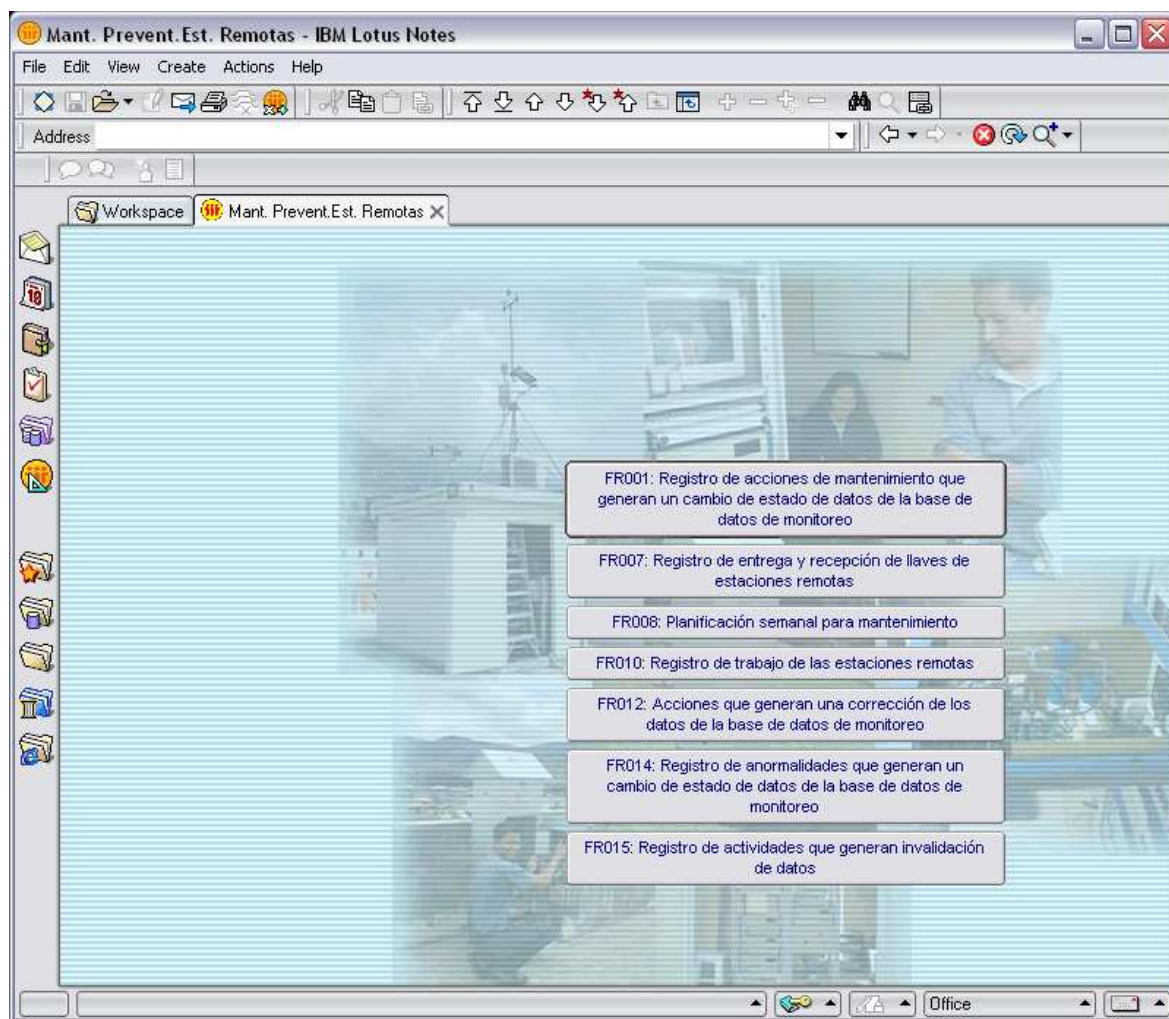 Mant. Prevent.Est. Remotas - IBM Lotus Notes
File Edit View Create Actions Help
Address
Workspace
Mant. Prevent.Est. Remotas
10
FR001: Registro de acciones de mantenimiento que
generan un cambio de estado de datos de la base de
datos de monitoreo
FR007: Registro de entrega y recepción de llaves de
estaciones remotas
FR008: Planificación semanal para mantenimiento
FR010: Registro de trabajo de las estaciones remotas
FR012: Acciones que generan una corrección de los
datos de la base de datos de monitoreo
FR014: Registro de anormalidades que generan un
cambio de estado de datos de la base de datos de
monitoreo
FR015: Registro de actividades que generan invalidación
de datos
Office